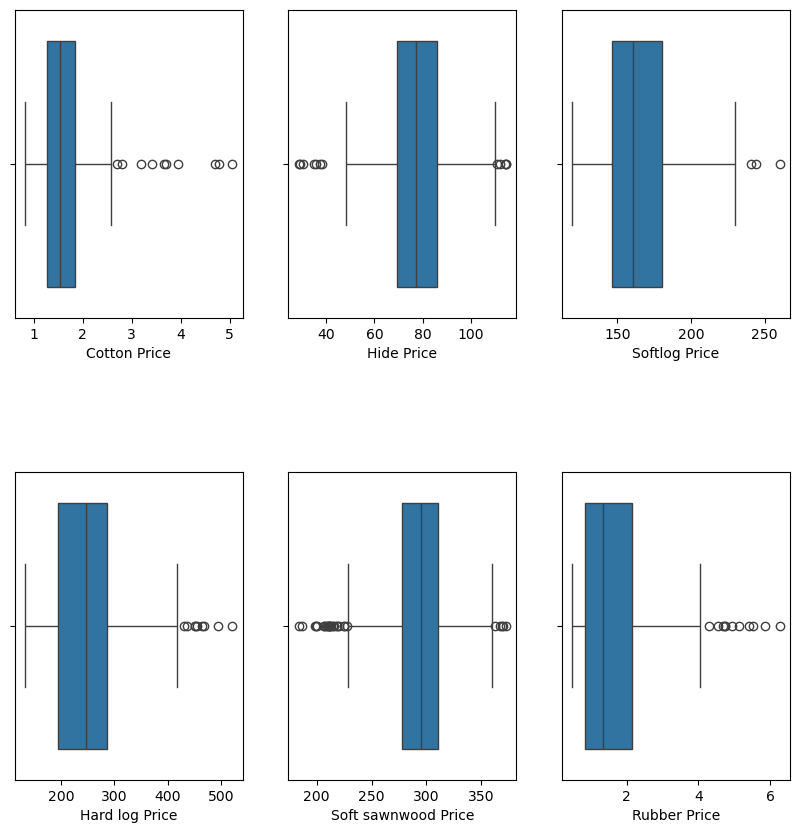 1 2 3 4 5
Cotton Price
40 60 80 100
Hide Price
150 200 250
Softlog Price
200 300 400 500
Hard log Price
200 250 300 350
Soft sawnwood Price
2 4 6
Rubber Price